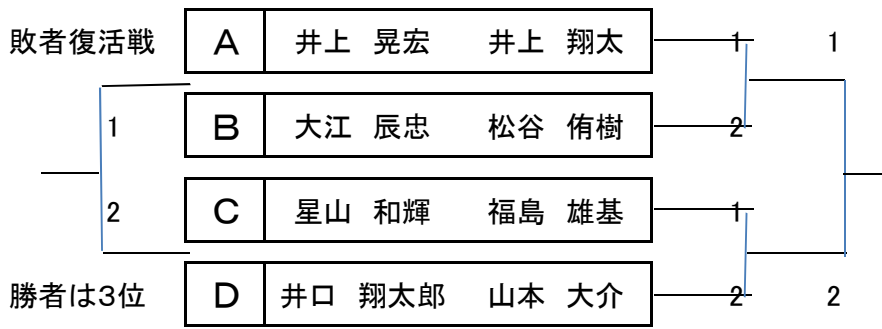 敗者復活戦 A 井上 晃宏 井上 翔太 1 1
1 B 大江 辰忠 松谷 侑樹 2
2 C 星山 和輝 福島 雄基 1
勝者は3位 D 井口 翔太郎 山本 大介 2 2